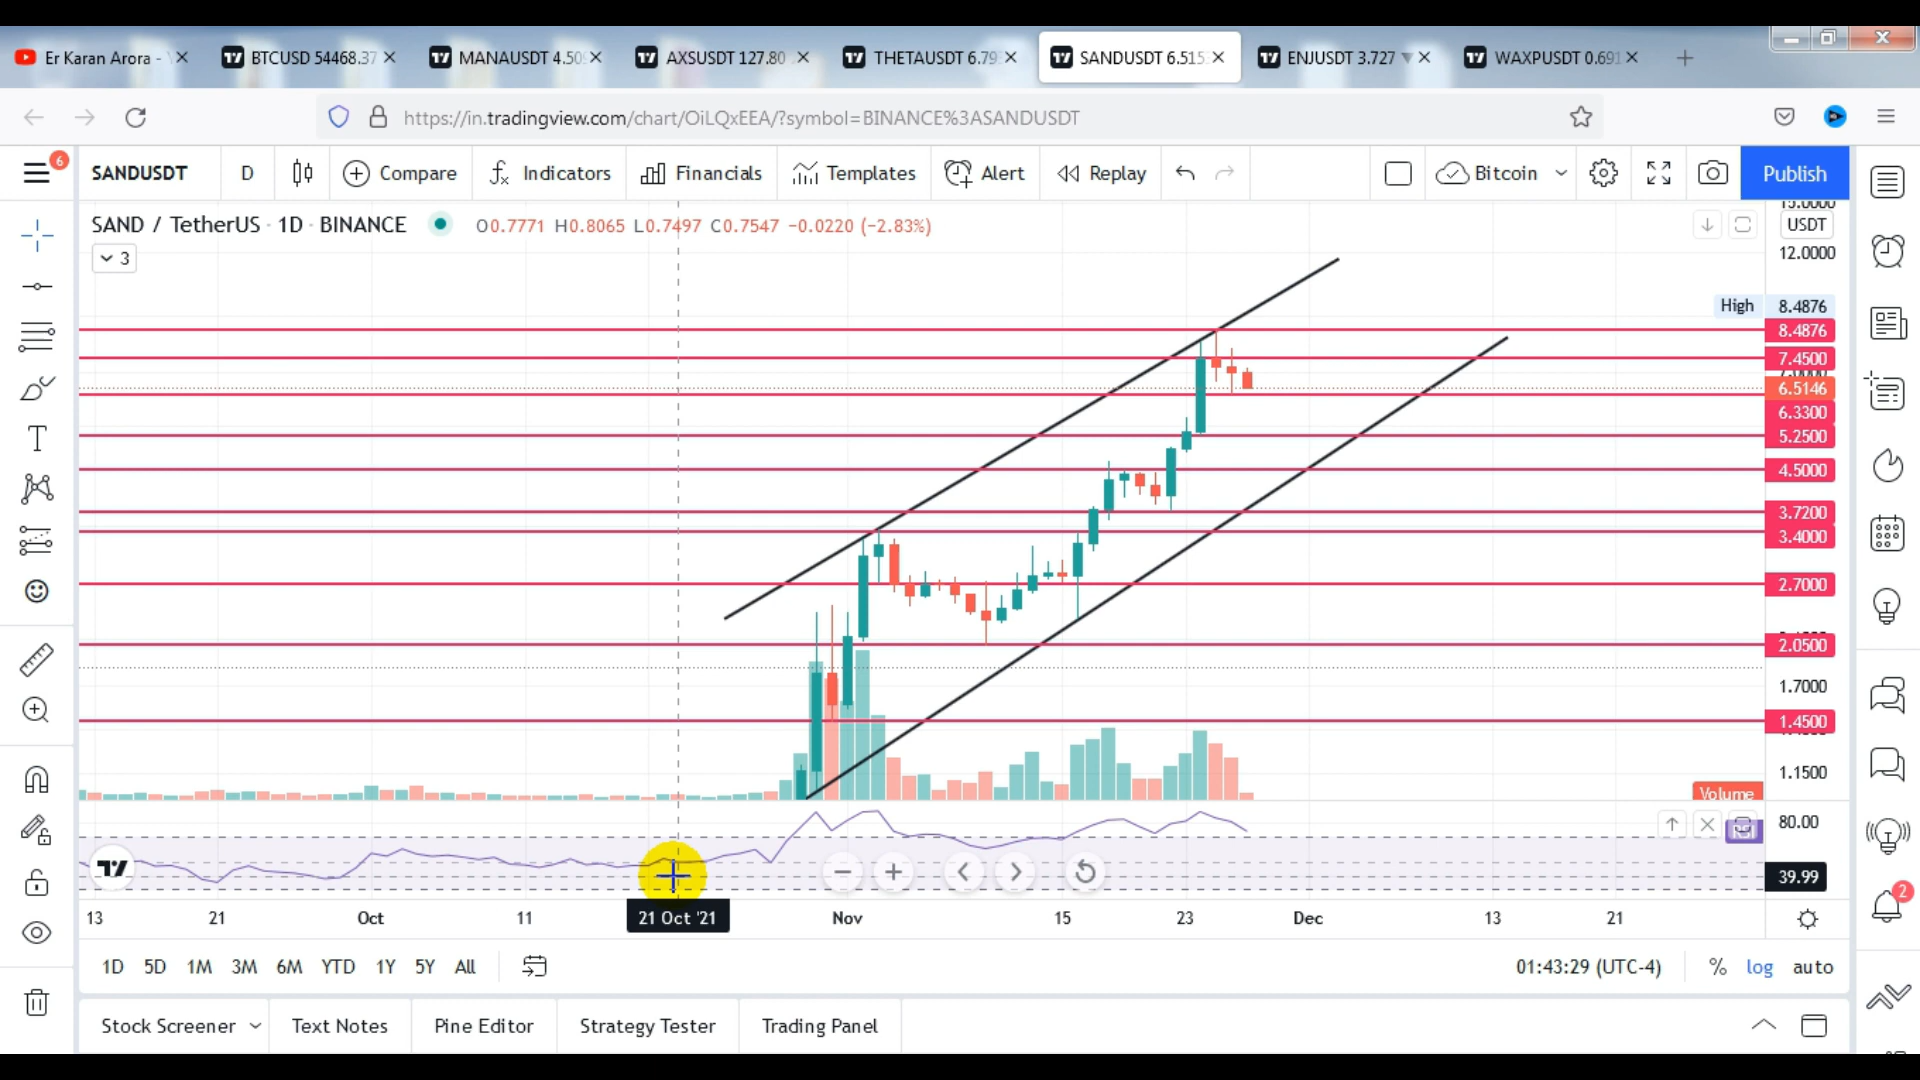 Er Karan Arora -
BTCUSD 54468.37
MANAUSDT 4.50
AXSUSDT 127.80
THETAUSDT 6.79
SANDUSDT 6.515
ENJUSDT 3.727
WAXPUSDT 0.691
https://in.tradingview.com/chart/OiLQxEEA/?symbol=BINANCE%3ASANDUSDT
6
SANDUSDT
D
Compare
Indicators
Financials
Templates
Alert
Replay
Bitcoin
Publish
SAND / TetherUS · 1D · BINANCE
O0.7771 H0.8065 L0.7497 C0.7547 −0.0220 (−2.83%)
3
15.0000
USDT
12.0000
High 8.4876
8.4876
7.4500
6.5146
6.3300
5.2500
4.5000
3.7200
3.4000
2.7000
2.0500
1.7000
1.4500
1.1500
Volume
80.00
RSI
39.99
2
13
21
Oct
11
21 Oct '21
Nov
15
23
Dec
13
21
1D 5D 1M 3M 6M YTD 1Y 5Y All
01:43:29 (UTC-4)
% log auto
Stock Screener
Text Notes
Pine Editor
Strategy Tester
Trading Panel